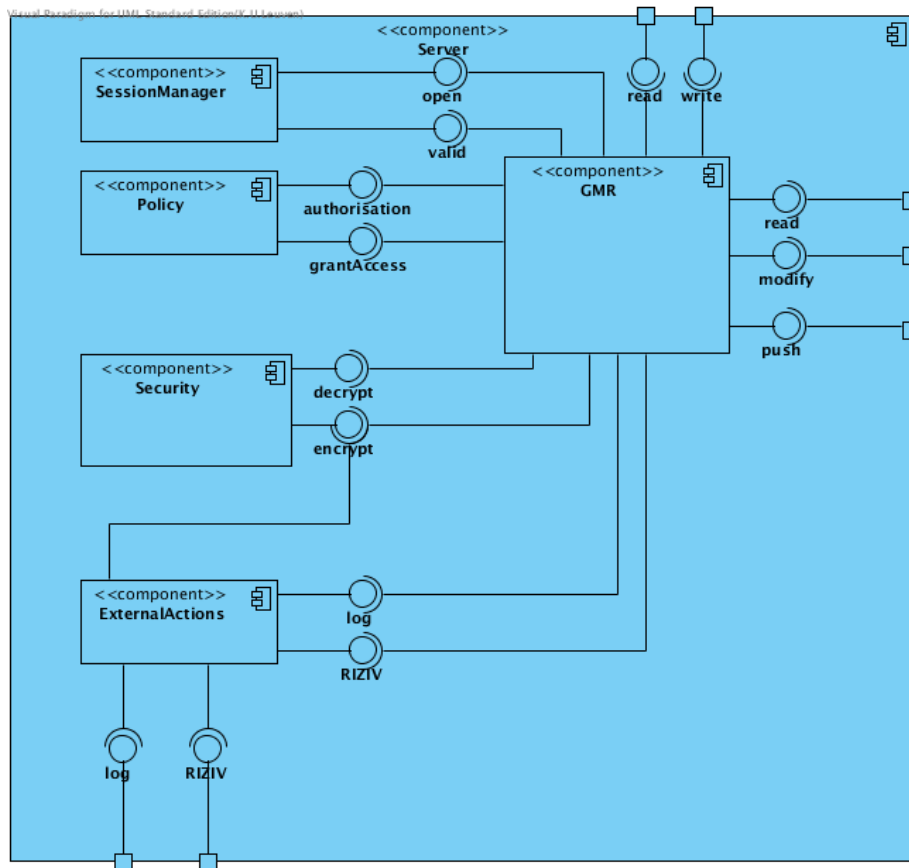 Visual Paradigm for UML Standard Edition(K.U.Leuven)
<<component>>
Server
<<component>>
SessionManager
open
valid
read
write
<<component>>
Policy
authorisation
grantAccess
<<component>>
GMR
read
modify
push
<<component>>
Security
decrypt
encrypt
<<component>>
ExternalActions
log
RIZIV
log
RIZIV